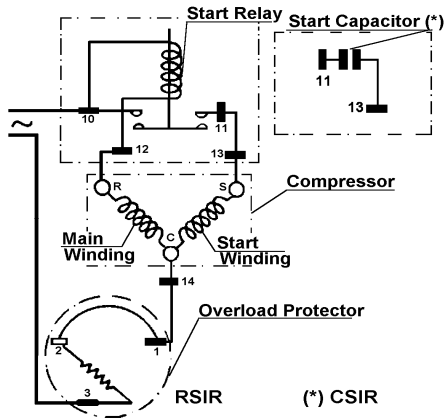 Start Relay
Start Capacitor (*)
11
13
10
11
12
13
R
S
Compressor
C
Main
Winding
Start
Winding
14
Overload Protector
2
1
3
RSIR
(*) CSIR